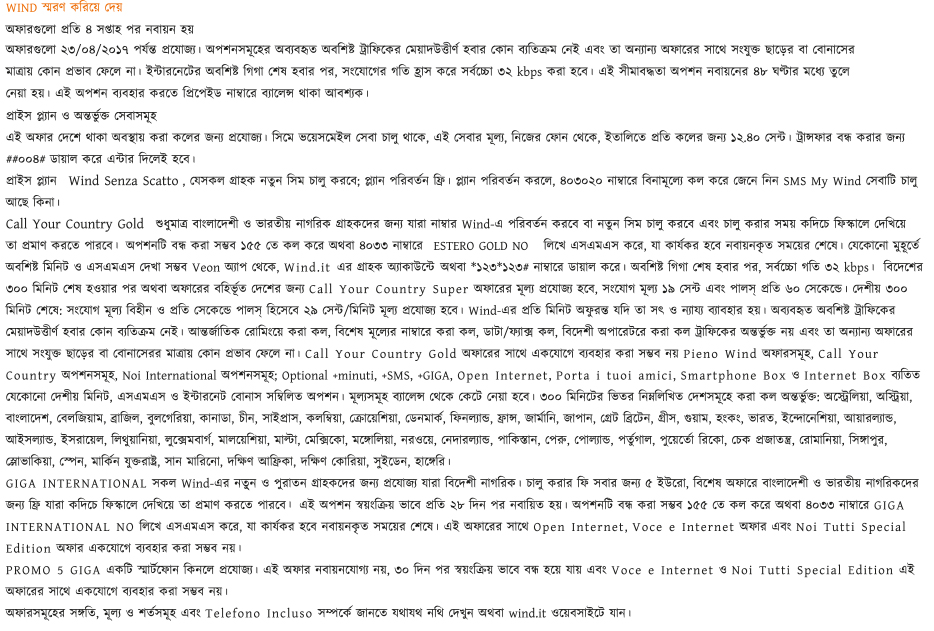 WIND স্মরণ করিয়ে দেয়
অফারগুলো প্রতি ৪ সপ্তাহ পর নবায়ন হয়
অফারগুলো ২৩/০৪/২০১৭ পর্যন্ত প্রযোজ্য। অপশনসমূহের অব্যবহৃত অবশিষ্ট ট্রাফিকের মেয়াদউত্তীর্ণ হবার কোন ব্যতিক্রম নেই এবং তা অন্যান্য অফারের সাথে সংযুক্ত ছাড়ের বা বোনাসের
মাত্রায় কোন প্রভাব ফেলে না। ইন্টারনেটের অবশিষ্ট গিগা শেষ হবার পর, সংযোগের গতি হ্রাস করে সর্বচ্চো ৩২ kbps করা হবে। এই সীমাবদ্ধতা অপশন নবায়নের ৪৮ ঘণ্টার মধ্যে তুলে
নেয়া হয়। এই অপশন ব্যবহার করতে প্রিপেইড নাম্বারে ব্যালেন্স থাকা আবশ্যক।
প্রাইস প্ল্যান ও অন্তর্ভুক্ত সেবাসমূহ
এই অফার দেশে থাকা অবস্থায় করা কলের জন্য প্রযোজ্য। সিমে ভয়েসমেইল সেবা চালু থাকে, এই সেবার মূল্য, নিজের ফোন থেকে, ইতালিতে প্রতি কলের জন্য ১২.৪০ সেন্ট। ট্রান্সফার বন্ধ করার জন্য
##০০৪# ডায়াল করে এন্টার দিলেই হবে।
প্রাইস প্ল্যান Wind Senza Scatto , যেসকল গ্রাহক নতুন সিম চালু করবে; প্ল্যান পরিবর্তন ফ্রি। প্ল্যান পরিবর্তন করলে, ৪০৩০২০ নাম্বারে বিনামূল্যে কল করে জেনে নিন SMS My Wind সেবাটি চালু
আছে কিনা।
Call Your Country Gold শুধুমাত্র বাংলাদেশী ও ভারতীয় নাগরিক গ্রাহকদের জন্য যারা নাম্বার Wind-এ পরিবর্তন করবে বা নতুন সিম চালু করবে এবং চালু করার সময় কদিচে ফিস্কালে দেখিয়ে
তা প্রমাণ করতে পারবে। অপশনটি বন্ধ করা সম্ভব ১৫৫ তে কল করে অথবা ৪০৩৩ নাম্বারে ESTERO GOLD NO লিখে এসএমএস করে, যা কার্যকর হবে নবায়নকৃত সময়ের শেষে। যেকোনো মুহূর্তে
অবশিষ্ট মিনিট ও এসএমএস দেখা সম্ভব Veon অ্যাপ থেকে, Wind.it এর গ্রাহক অ্যাকাউন্টে অথবা *১২৩*১২৩# নাম্বারে ডায়াল করে। অবশিষ্ট গিগা শেষ হবার পর, সর্বচ্চো গতি ৩২ kbps। বিদেশের
৩০০ মিনিট শেষ হওয়ার পর অথবা অফারের বহির্ভূত দেশের জন্য Call Your Country Super অফারের মূল্য প্রযোজ্য হবে, সংযোগ মূল্য ১৯ সেন্ট এবং পালস্ প্রতি ৬০ সেকেন্ডে। দেশীয় ৩০০
মিনিট শেষে: সংযোগ মূল্য বিহীন ও প্রতি সেকেন্ডে পালস্ হিসেবে ২৯ সেন্ট/মিনিট মূল্য প্রযোজ্য হবে। Wind-এর প্রতি মিনিট অফুরন্ত যদি তা সৎ ও ন্যায্য ব্যাবহার হয়। অব্যবহৃত অবশিষ্ট ট্রাফিকের
মেয়াদউত্তীর্ণ হবার কোন ব্যতিক্রম নেই। আন্তর্জাতিক রোমিংয়ে করা কল, বিশেষ মূল্যের নাম্বারে করা কল, ডাটা/ফ্যাক্স কল, বিদেশী অপারেটরে করা কল ট্রাফিকের অন্তর্ভুক্ত নয় এবং তা অন্যান্য অফারের
সাথে সংযুক্ত ছাড়ের বা বোনাসেরর মাত্রায় কোন প্রভাব ফেলে না। Call Your Country Gold অফারের সাথে একযোগে ব্যবহার করা সম্ভব নয় Pieno Wind অফারসমূহ, Call Your
Country অপশনসমূহ, Noi International অপশনসমূহ; Optional +minuti, +SMS, +GIGA, Open Internet, Porta i tuoi amici, Smartphone Box ও Internet Box ব্যতিত
যেকোনো দেশীয় মিনিট, এসএমএস ও ইন্টারনেট বোনাস সম্বিলিত অপশন। মূল্যসমূহ ব্যালেন্স থেকে কেটে নেয়া হবে। ৩০০ মিনিটের ভিতর নিম্নলিখিত দেশসমূহে করা কল অন্তর্ভুক্ত: অস্ট্রেলিয়া, অস্ট্রিয়া,
বাংলাদেশ, বেলজিয়াম, ব্রাজিল, বুলগেরিয়া, কানাডা, চীন, সাইপ্রাস, কলম্বিয়া, ক্রোয়েশিয়া, ডেনমার্ক, ফিনল্যান্ড, ফ্রান্স, জার্মানি, জাপান, গ্রেট ব্রিটেন, গ্রীস, গুয়াম, হংকং, ভারত, ইন্দোনেশিয়া, আয়ারল্যান্ড,
আইসল্যান্ড, ইসরায়েল, লিথুয়ানিয়া, লুক্সেমবার্গ, মালয়েশিয়া, মাল্টা, মেক্সিকো, মঙ্গোলিয়া, নরওয়ে, নেদারল্যান্ড, পাকিস্তান, পেরু, পোল্যান্ড, পর্তুগাল, পুয়ের্তো রিকো, চেক প্রজাতন্ত্র, রোমানিয়া, সিঙ্গাপুর,
স্লোভাকিয়া, স্পেন, মার্কিন যুক্তরাষ্ট্র, সান মারিনো, দক্ষিণ আফ্রিকা, দক্ষিণ কোরিয়া, সুইডেন, হাঙ্গেরি।
GIGA INTERNATIONAL সকল Wind-এর নতুন ও পুরাতন গ্রাহকদের জন্য প্রযোজ্য যারা বিদেশী নাগরিক। চালু করার ফি সবার জন্য ৫ ইউরো, বিশেষ অফারে বাংলাদেশী ও ভারতীয় নাগরিকদের
জন্য ফ্রি যারা কদিচে ফিস্কালে দেখিয়ে তা প্রমাণ করতে পারবে। এই অপশন স্বয়ংক্রিয় ভাবে প্রতি ২৮ দিন পর নবায়িত হয়। অপশনটি বন্ধ করা সম্ভব ১৫৫ তে কল করে অথবা ৪০৩৩ নাম্বারে GIGA
INTERNATIONAL NO লিখে এসএমএস করে, যা কার্যকর হবে নবায়নকৃত সময়ের শেষে। এই অফারের সাথে Open Internet, Voce e Internet অফার এবং Noi Tutti Special
Edition অফার একযোগে ব্যবহার করা সম্ভব নয়।
PROMO 5 GIGA একটি স্মার্টফোন কিনলে প্রযোজ্য। এই অফার নবায়নযোগ্য নয়, ৩০ দিন পর স্বয়ংক্রিয় ভাবে বন্ধ হয়ে যায় এবং Voce e Internet ও Noi Tutti Special Edition এই
অফারের সাথে একযোগে ব্যবহার করা সম্ভব নয়।
অফারসমূহের সঙ্গতি, মূল্য ও শর্তসমূহ এবং Telefono Incluso সম্পর্কে জানতে যথাযথ নথি দেখুন অথবা wind.it ওয়েবসাইটে যান।